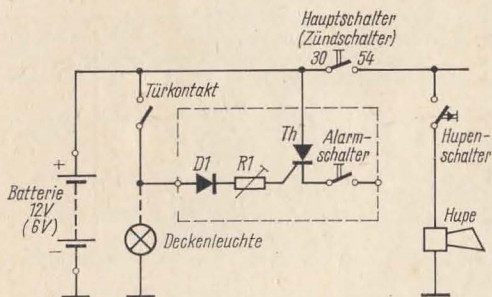 Hauptschalter
(Zündschalter)
30 54
Türkontakt
Th
Alarm-
schalter
Hupen-
schalter
D1 R1
+
Batterie
12V
(6V)
−
Deckenleuchte
Hupe